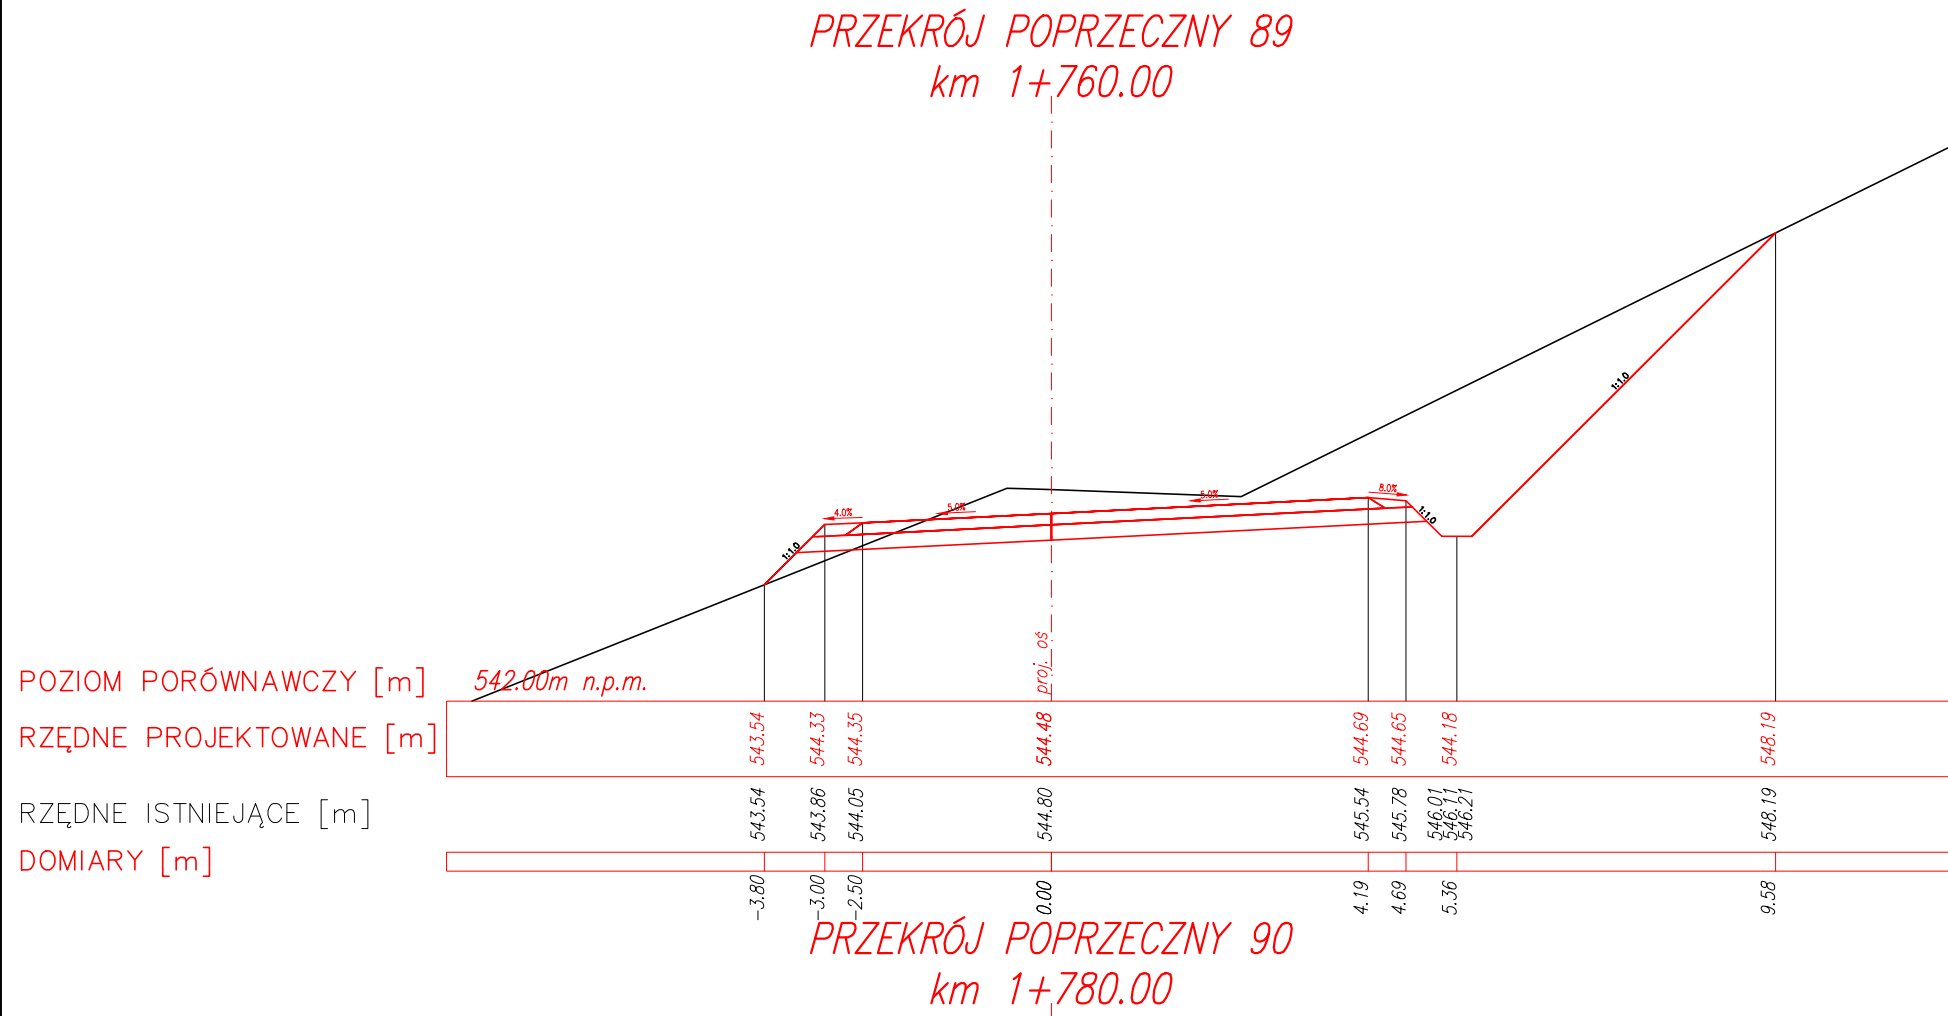 PRZEKRÓJ POPRZECZNY 89
km 1+760.00
1:1.0
8.0%
5.0%
5.0%
4.0%
1:1.0
1:1.0
proj. oś
POZIOM PORÓWNAWCZY [m] 542.00m n.p.m.
RZĘDNE PROJEKTOWANE [m] 543.54 544.33 544.35 544.48 544.69 544.65 544.18 548.19
RZĘDNE ISTNIEJĄCE [m] 543.54 543.86 544.05 544.80 545.54 545.78 546.01 546.11 546.21 548.19
DOMIARY [m] -3.80 -3.00 -2.50 0.00 4.19 4.69 5.36 9.58
PRZEKRÓJ POPRZECZNY 90
km 1+780.00